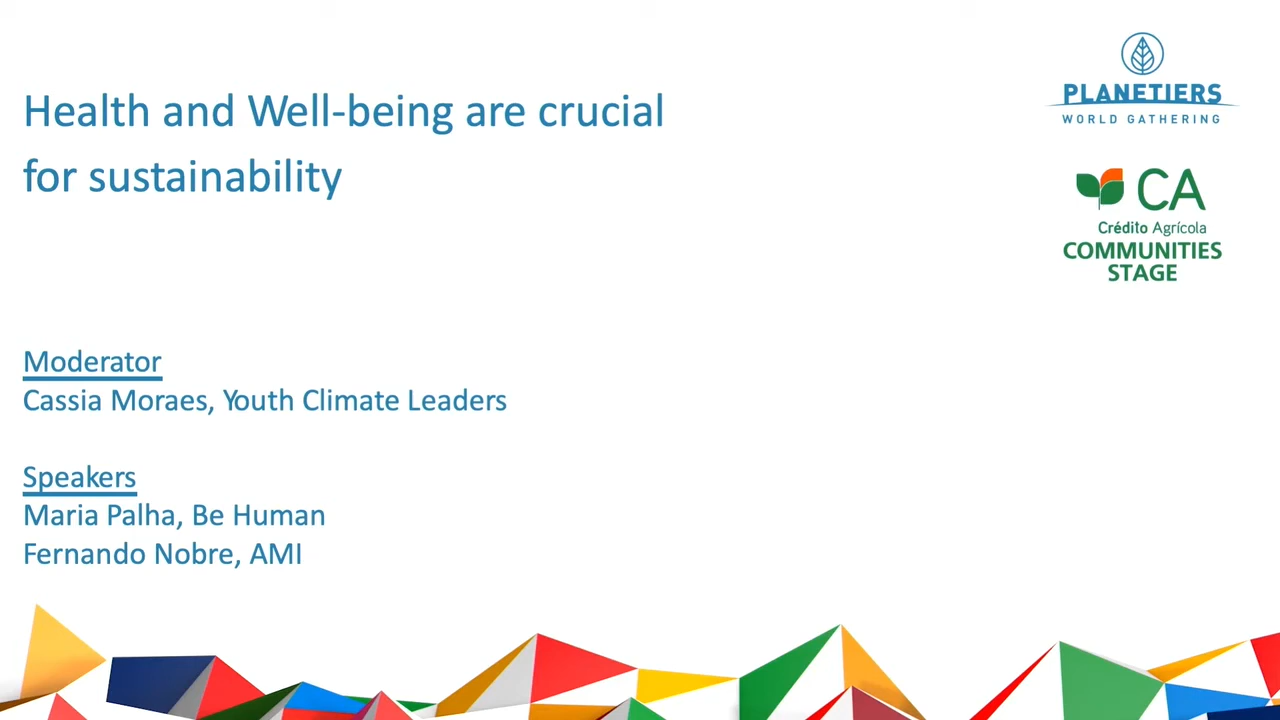 Health and Well-being are crucial
for sustainability
PLANETIERS
WORLD GATHERING
CA
Crédito Agrícola
COMMUNITIES
STAGE
Moderator
Cassia Moraes, Youth Climate Leaders
Speakers
Maria Palha, Be Human
Fernando Nobre, AMI